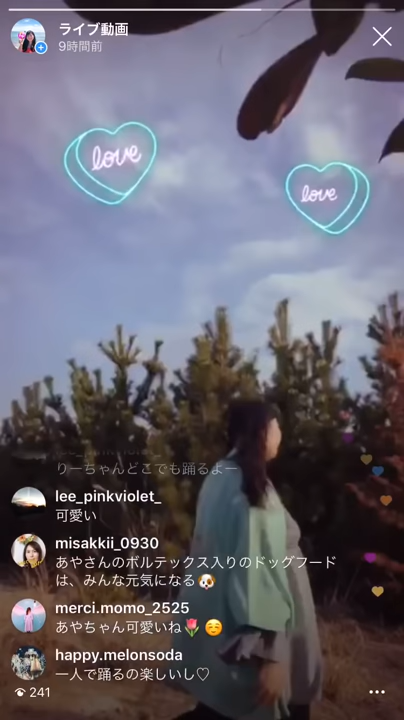 ライブ動画
9時間前
love
love
りーちゃんどこでも踊るよー
lee_pinkviolet_
可愛い
misakkii_0930
あやさんのボルテックス入りのドッグフード
は、みんな元気になる🐶
merci.momo_2525
あやちゃん可愛いね🌷☺️
happy.melonsoda
一人で踊るの楽しいし♡
241